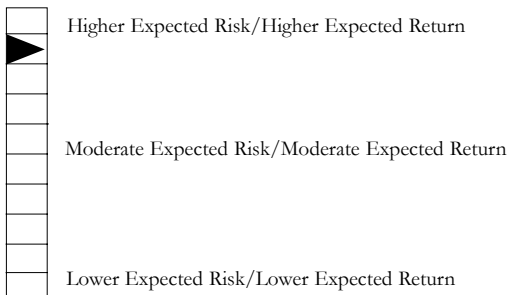 Higher Expected Risk/Higher Expected Return
Moderate Expected Risk/Moderate Expected Return
Lower Expected Risk/Lower Expected Return